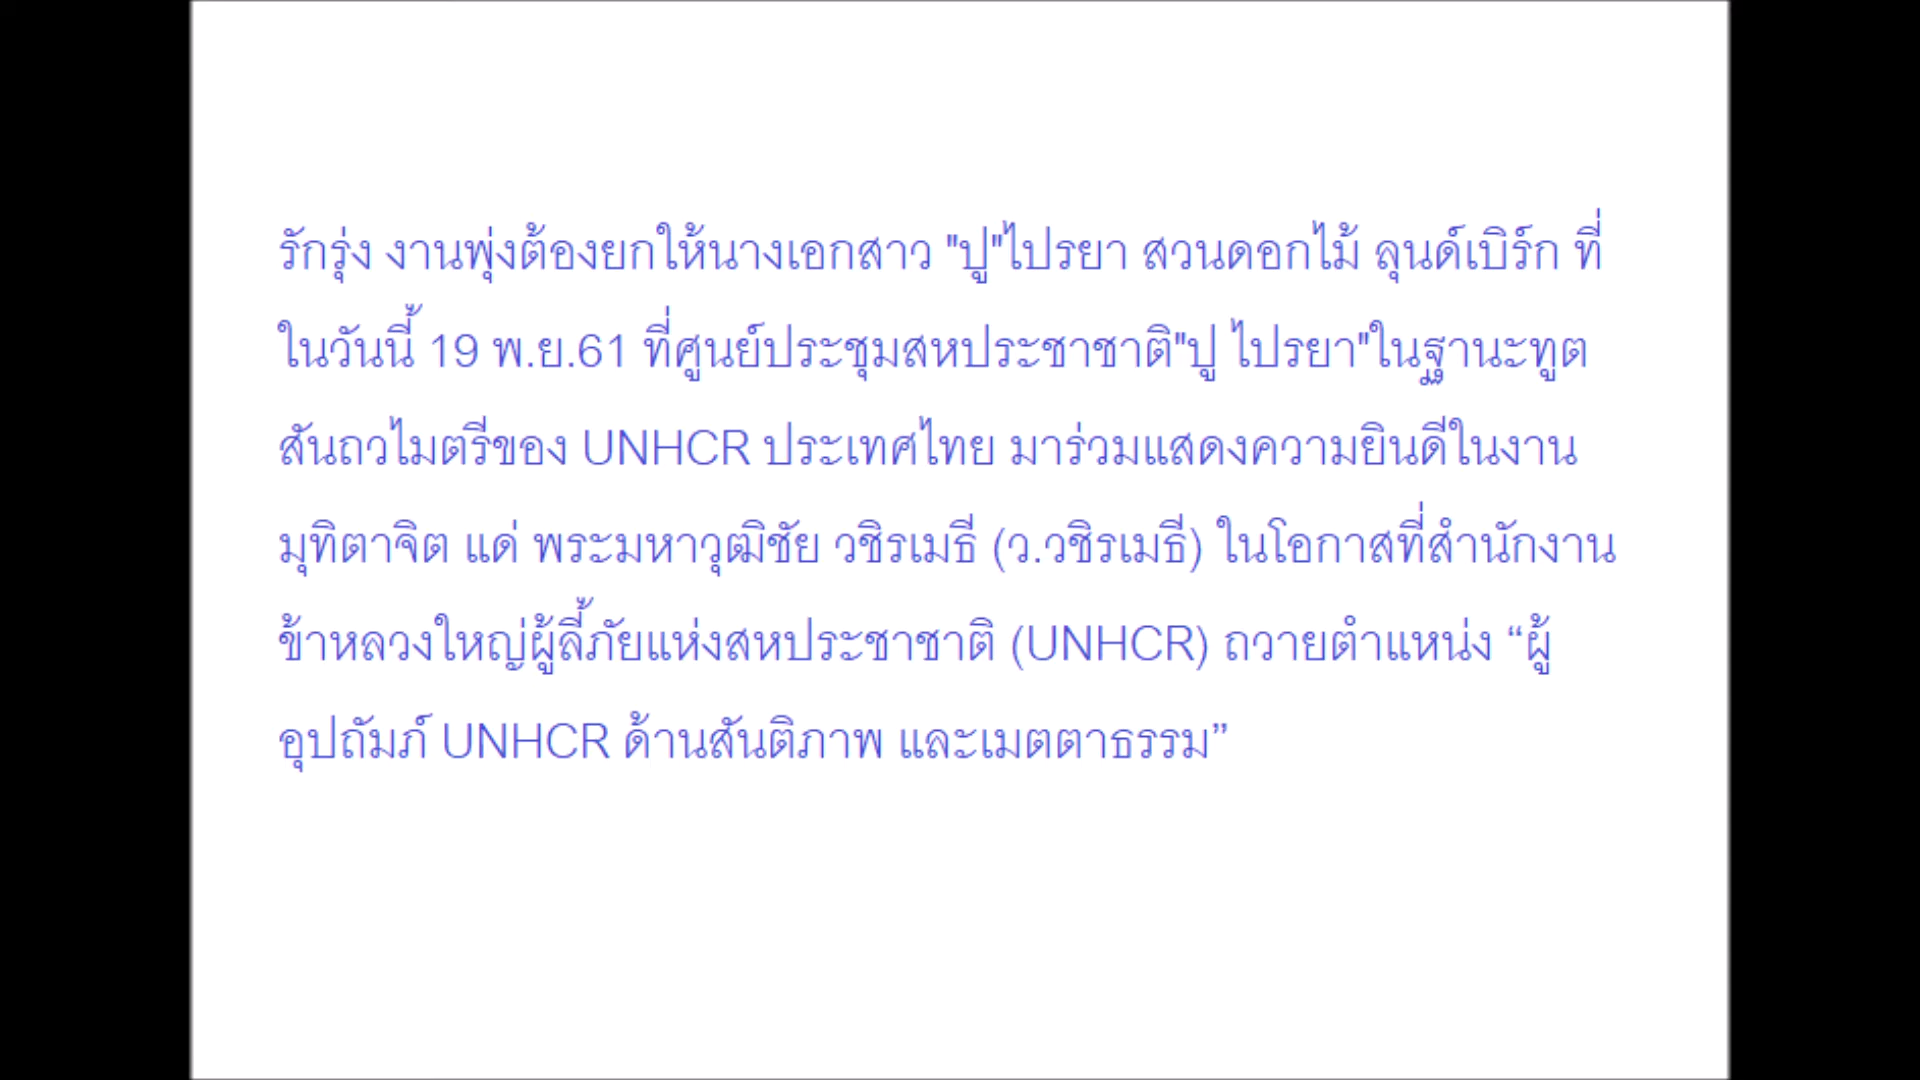 รักรุ่ง งานพุ่งต้องยกให้นางเอกสาว "ปู"ไปรยา สวนดอกไม้ ลุนด์เบิร์ก ที่
ในวันนี้ 19 พ.ย.61 ที่ศูนย์ประชุมสหประชาชาติ"ปู ไปรยา"ในฐานะทูต
สันถวไมตรีของ UNHCR ประเทศไทย มาร่วมแสดงความยินดีในงาน
มุทิตาจิต แด่ พระมหาวุฒิชัย วชิรเมธี (ว.วชิรเมธี) ในโอกาสที่สำนักงาน
ข้าหลวงใหญ่ผู้ลี้ภัยแห่งสหประชาชาติ (UNHCR) ถวายตำแหน่ง “ผู้
อุปถัมภ์ UNHCR ด้านสันติภาพ และเมตตาธรรม”